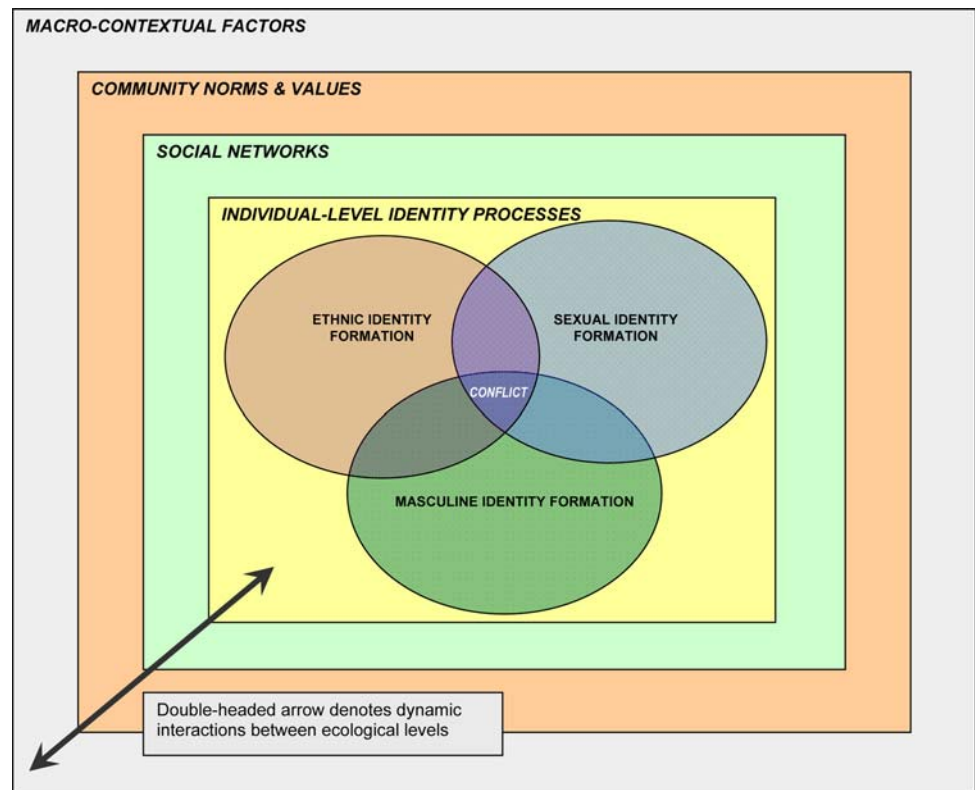 MACRO-CONTEXTUAL FACTORS
COMMUNITY NORMS & VALUES
SOCIAL NETWORKS
INDIVIDUAL-LEVEL IDENTITY PROCESSES
ETHNIC IDENTITY
FORMATION
SEXUAL IDENTITY
FORMATION
CONFLICT
MASCULINE IDENTITY FORMATION
Double-headed arrow denotes dynamic
interactions between ecological levels